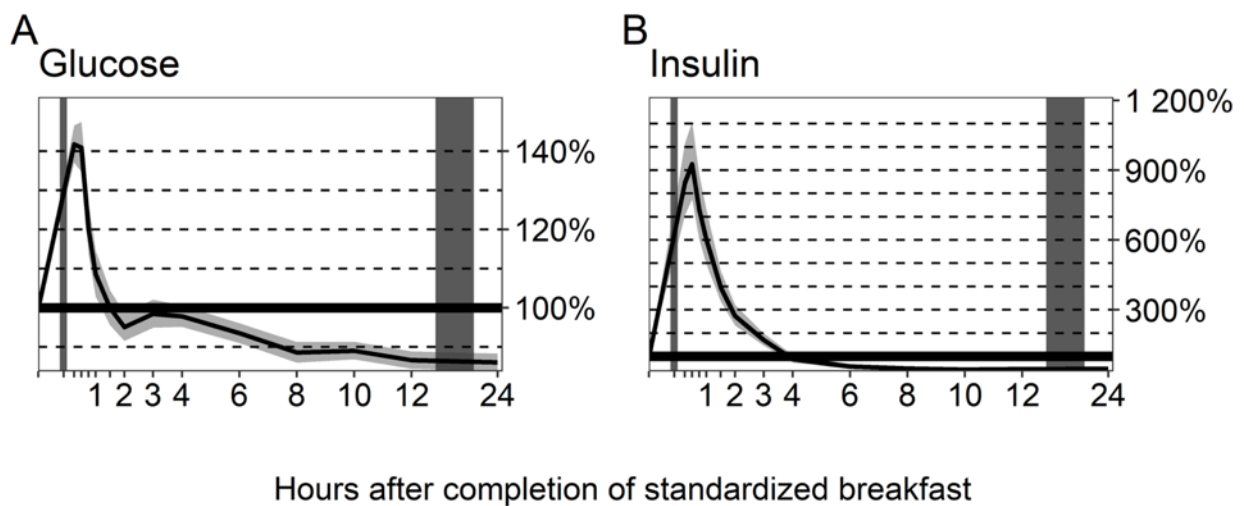 A
Glucose
140%
120%
100%
1 2 3 4 6 8 10 12 24
B
Insulin
1 200%
900%
600%
300%
1 2 3 4 6 8 10 12 24
Hours after completion of standardized breakfast